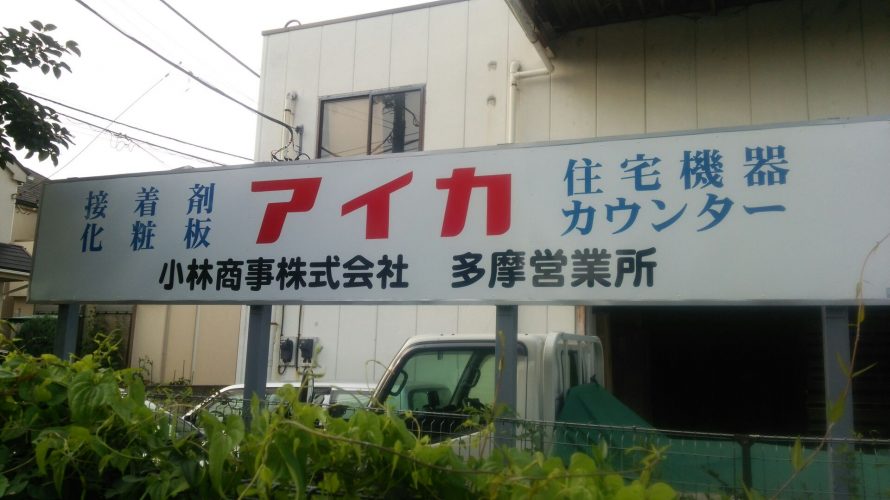 接着剤
化粧板
アイカ
住宅機器
カウンター
小林商事株式会社 多摩営業所